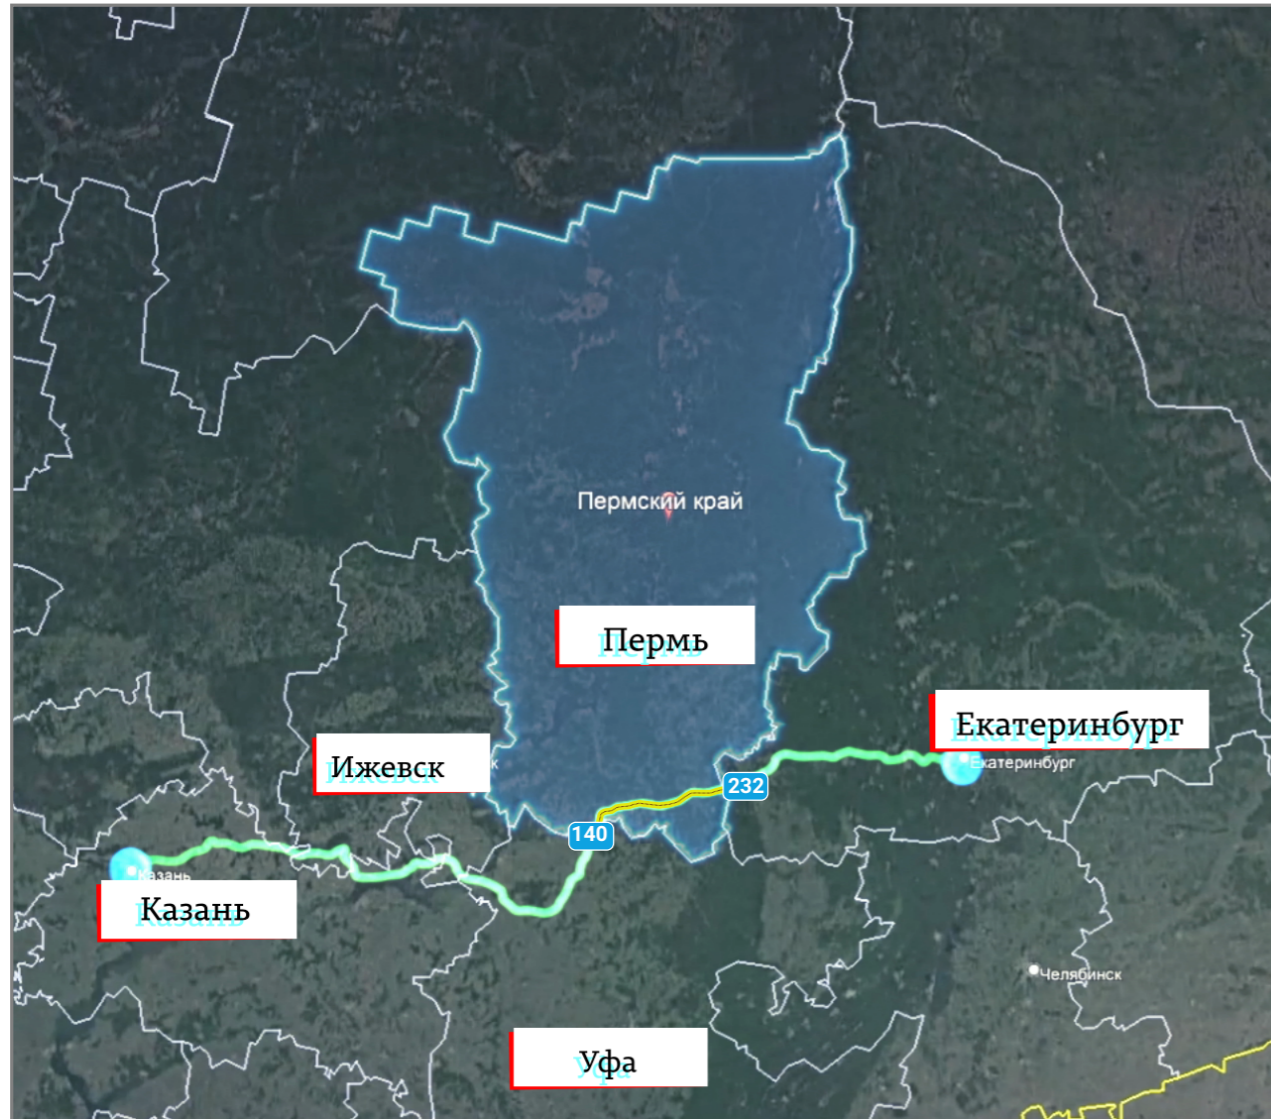 Пермский край
Пермь
Екатеринбург
Екатеринбург
Ижевск
к
232
140
Казань
Казань
Челябинск
Уфа